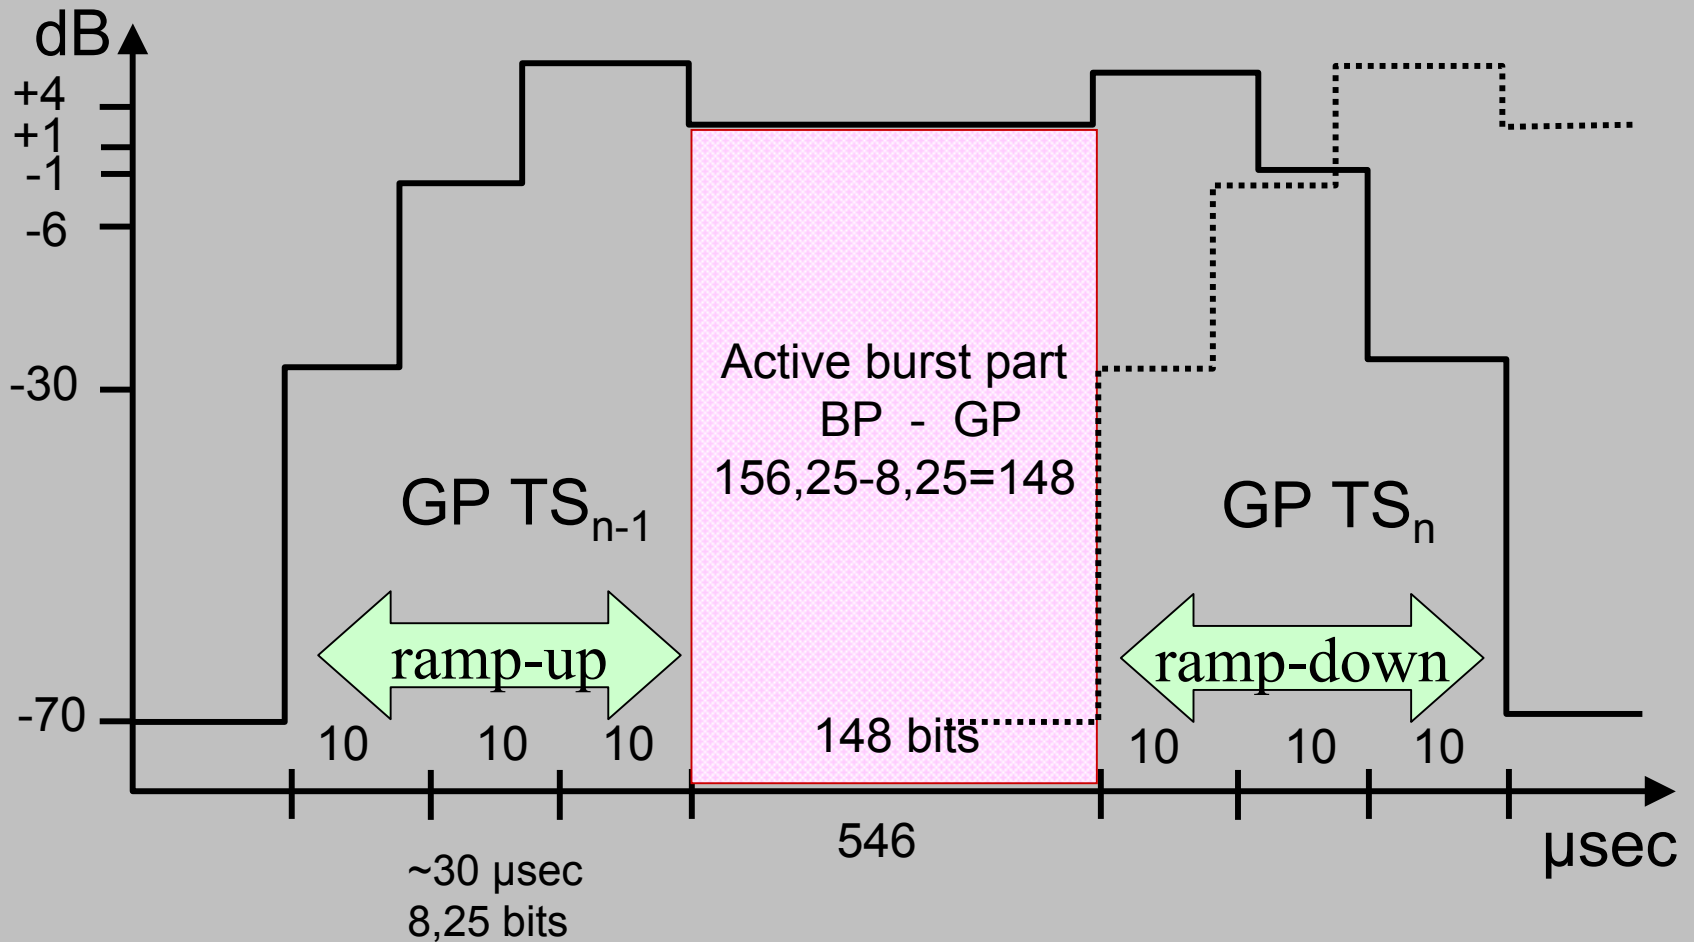 dB
+4
+1
-1
-6
-30
-70
Active burst part
BP - GP
156,25-8,25=148
GP TSn-1
GP TSn
ramp-up
ramp-down
10 10 10
148 bits
10 10 10
546
µsec
~30 µsec
8,25 bits